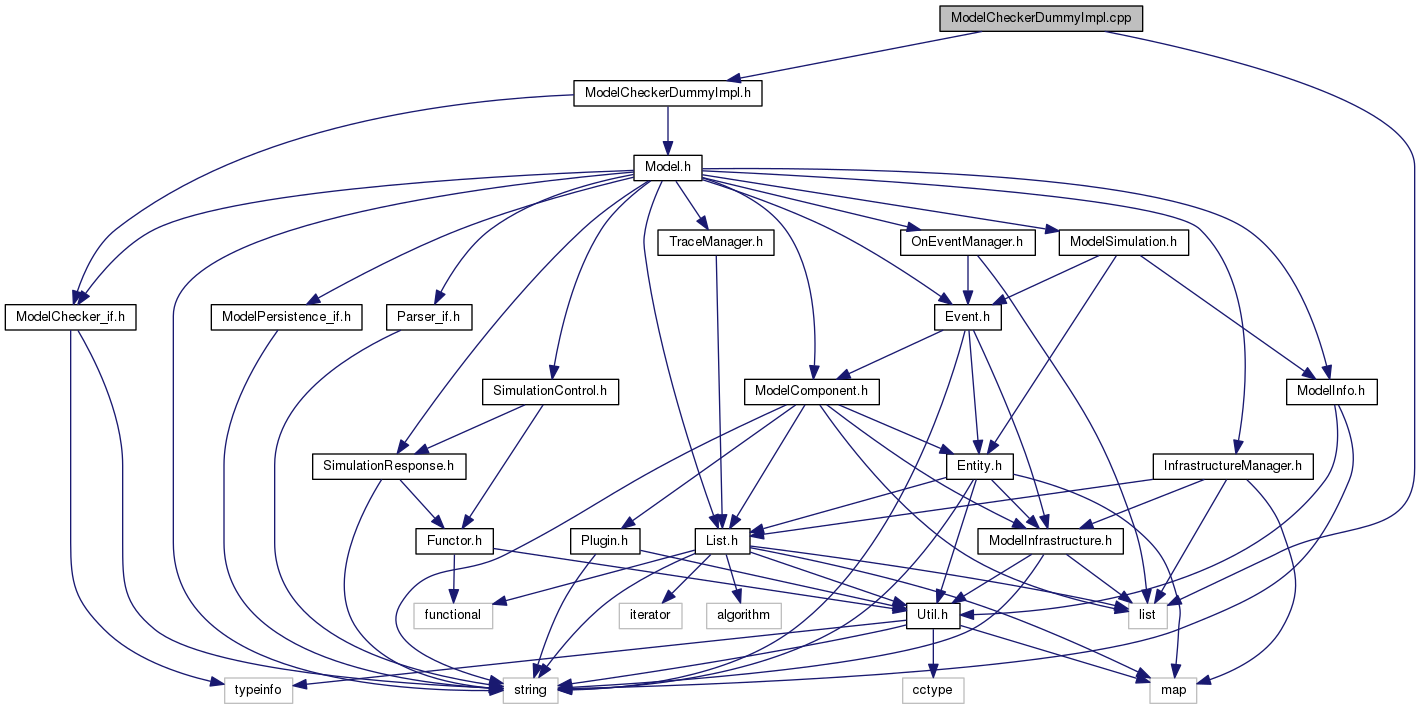 ModelCheckerDummyImpl.cpp
ModelCheckerDummyImpl.h
Model.h
TraceManager.h
OnEventManager.h
ModelSimulation.h
ModelChecker_if.h
ModelPersistence_if.h
Parser_if.h
Event.h
SimulationControl.h
ModelComponent.h
ModelInfo.h
SimulationResponse.h
Entity.h
InfrastructureManager.h
Functor.h
Plugin.h
List.h
ModelInfrastructure.h
functional
iterator
algorithm
Util.h
list
typeinfo
string
cctype
map